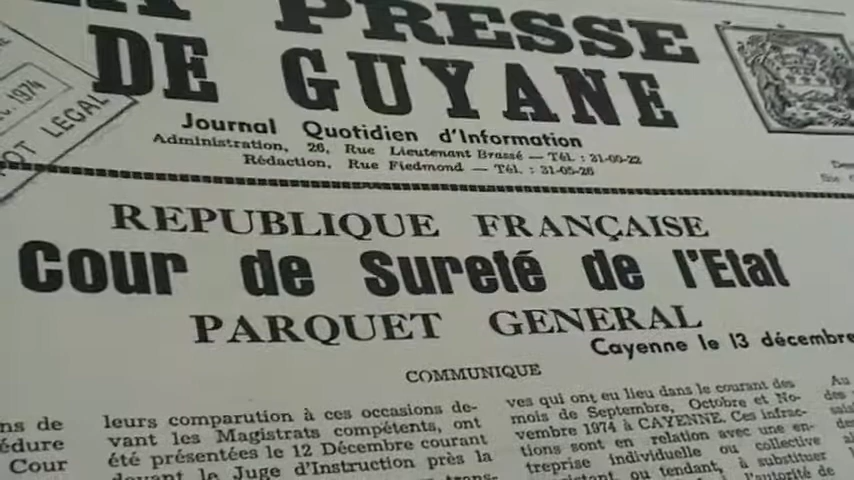 PRESSE
DE GUYANE
Journal Quotidien d'Information
Administration, 26, Rue Lieutenant Brassé — Tél. : 31-05-22
Rédaction, Rue Fiedmond — Tél. : 31-05-26
1974
LEGAL
REPUBLIQUE FRANÇAISE
Cour de Sureté de l'Etat
PARQUET GENERAL
Cayenne le 13 décembre
COMMUNIQUE
de
Cour
leurs comparution à ces occasions de-
vant les Magistrats compétents, ont
été présentées le 12 Décembre courant
devant le Juge d'Instruction près la
ves qui ont eu lieu dans le courant des
mois de Septembre, Octobre et No-
vembre 1974 à CAYENNE. Ces infrac-
tions sont en relation avec une en-
treprise individuelle ou collective
ou tendant, à substituer
l'autorité de
Au